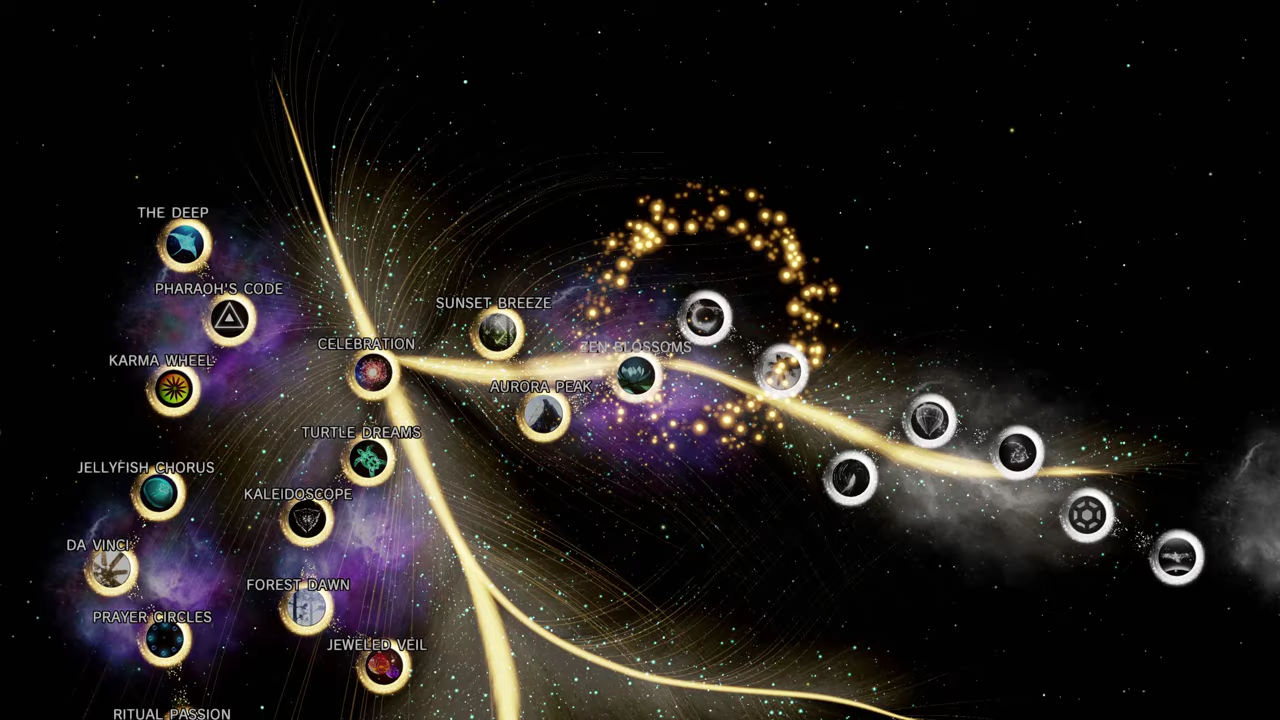 THE DEEP
PHARAOH'S CODE
SUNSET BREEZE
CELEBRATION
ZEN BLOSSOMS
KARMA WHEEL
AURORA PEAK
TURTLE DREAMS
JELLYFISH CHORUS
KALEIDOSCOPE
DA VINCI
FOREST DAWN
PRAYER CIRCLES
JEWELED VEIL
RITUAL PASSION